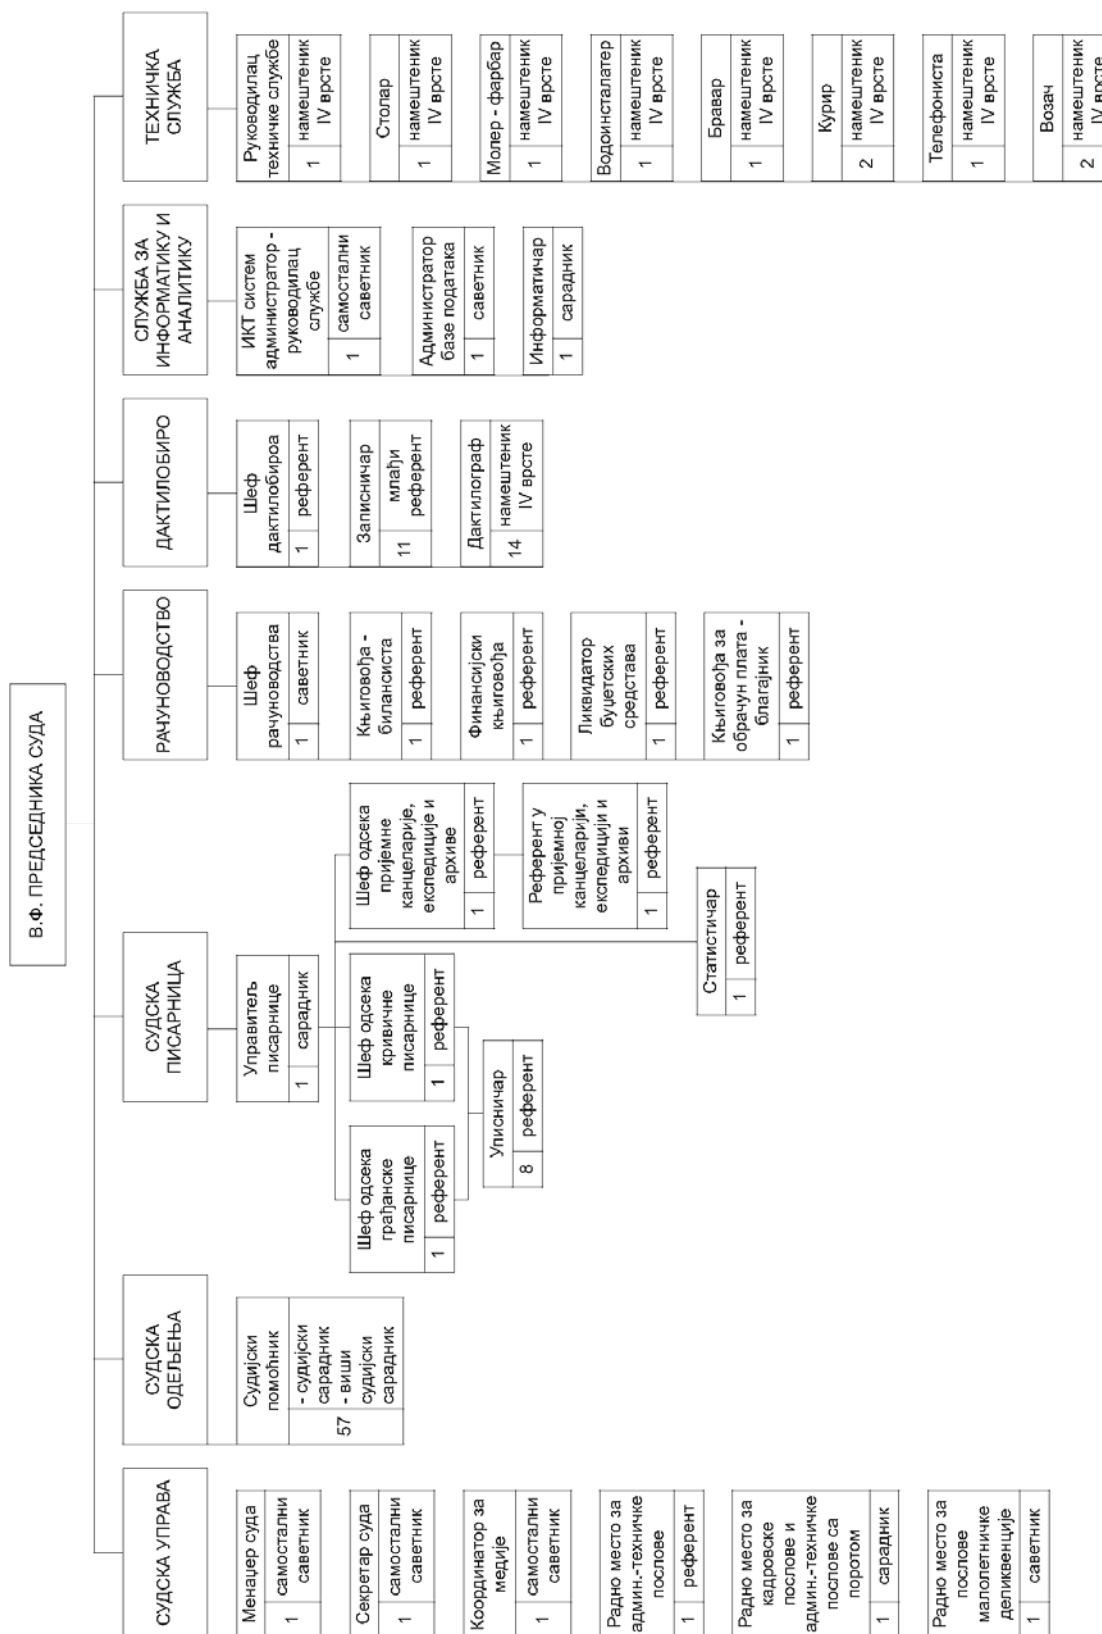 В.Ф. ПРЕДСЕДНИКА СУДА
СУДСКА УПРАВА
Менаџер суда
1
самостални
саветник
Секретар суда
1
самостални
саветник
Координатор за
медије
1
самостални
саветник
Радно место за
админ.-техничке
послове
1
референт
Радно место за
кадровске
послове и
админ.-техничке
послове са
поротом
1
сарадник
Радно место за
послове
малолетничке
деликвенције
1
саветник
СУДСКА
ОДЕЉЕЊА
Судијски
помоћник
57
- судијски
сарадник
- виши
судијски
сарадник
СУДСКА
ПИСАРНИЦА
Управитељ
писарнице
1
сарадник
Шеф одсека
грађанске
писарнице
1
референт
Шеф одсека
кривичне
писарнице
1
референт
Уписничар
8
референт
Шеф одсека
пријемне
канцеларије,
експедиције и
архиве
1
референт
Референт у
пријемној
канцеларији,
експедицији и
архиви
1
референт
Статистичар
1
референт
РАЧУНОВОДСТВО
Шеф
рачуноводства
1
саветник
Књиговођа -
билансиста
1
референт
Финансијски
књиговођа
1
референт
Ликвидатор
буџетских
средстава
1
референт
Књиговођа за
обрачун плата -
благајник
1
референт
ДАКТИЛОБИРО
Шеф
дактилобироа
1
референт
Записничар
11
млађи
референт
Дактилограф
14
намештеник
IV врсте
СЛУЖБА ЗА
ИНФОРМАТИКУ И
АНАЛИТИКУ
ИКТ систем
администратор -
руководилац
службе
1
самостални
саветник
Администратор
базе података
1
саветник
Информатичар
1
сарадник
ТЕХНИЧКА
СЛУЖБА
Руководилац
техничке службе
1
намештеник
IV врсте
Столар
1
намештеник
IV врсте
Молер - фарбар
1
намештеник
IV врсте
Водоинсталатер
1
намештеник
IV врсте
Бравар
1
намештеник
IV врсте
Курир
2
намештеник
IV врсте
Телефониста
1
намештеник
IV врсте
Возач
2
намештеник
IV врсте